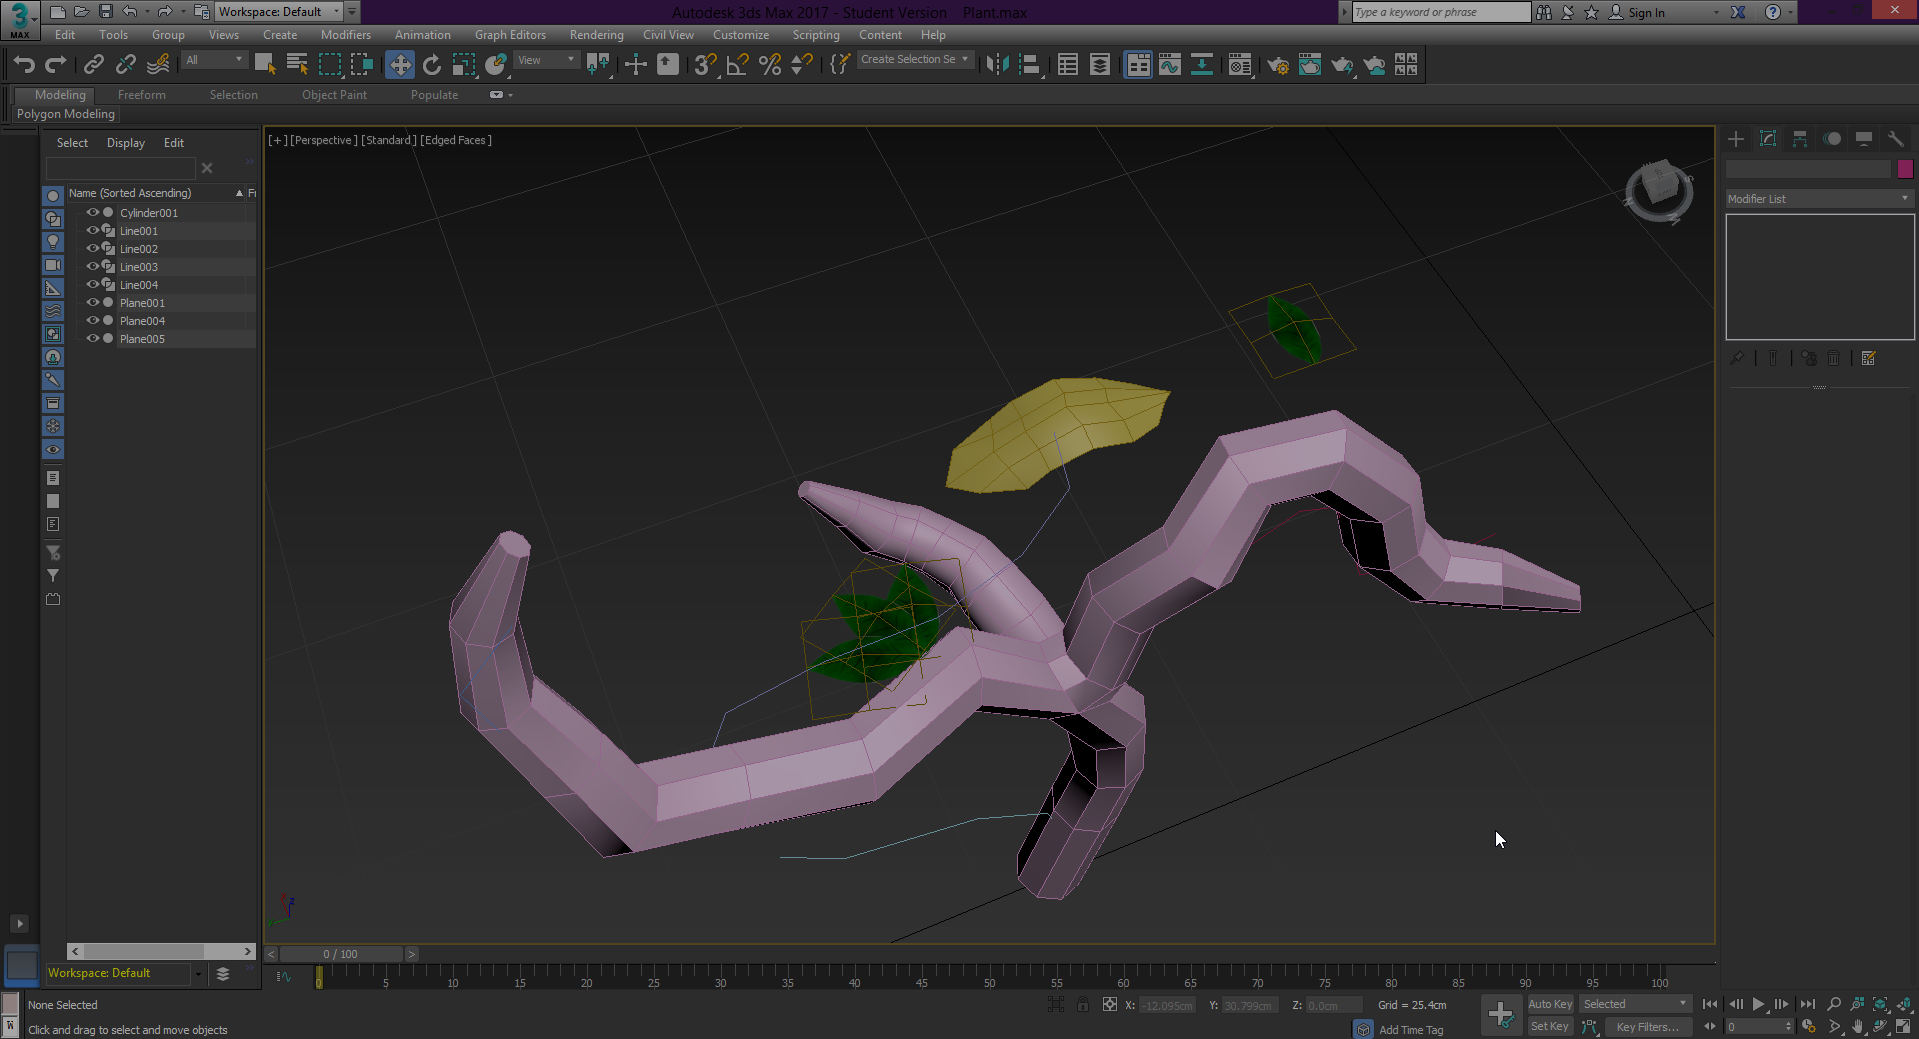 3
MAX
Workspace: Default
Autodesk 3ds Max 2017 - Student Version    Plant.max
Type a keyword or phrase
Sign In
Edit Tools Group Views Create Modifiers Animation Graph Editors Rendering Civil View Customize Scripting Content Help
All
View
3
Create Selection Se
Modeling Freeform Selection Object Paint Populate
Polygon Modeling
Select Display Edit
Name (Sorted Ascending)
Fr
Cylinder001
Line001
Line002
Line003
Line004
Plane001
Plane004
Plane005
[+] [Perspective] [Standard] [Edged Faces]
Modifier List
0 / 100
Workspace: Default
0 5 10 15 20 25 30 35 40 45 50 55 60 65 70 75 80 85 90 95 100
None Selected
X: -12.095cm Y: 30.799cm Z: 0.0cm Grid = 25.4cm
Auto Key Selected
Click and drag to select and move objects
Add Time Tag
Set Key Key Filters...
0